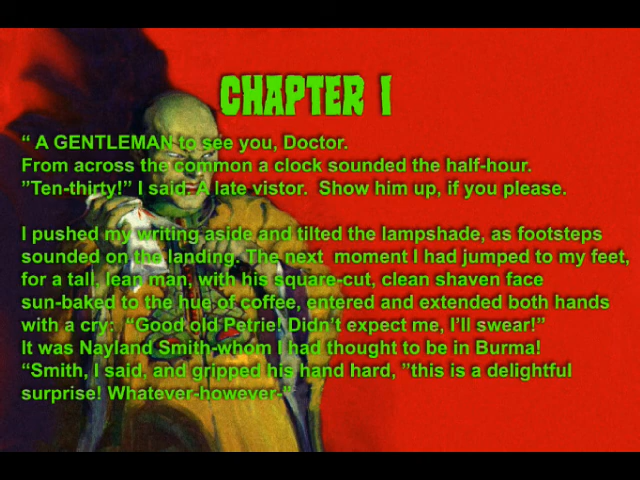 CHAPTER I
“ A GENTLEMAN to see you, Doctor.
From across the common a clock sounded the half-hour.
”Ten-thirty!” I said. A late vistor.  Show him up, if you please.
I pushed my writing aside and tilted the lampshade, as footsteps
sounded on the landing. The next  moment I had jumped to my feet,
for a tall, lean man, with his square-cut, clean shaven face
sun-baked to the hue of coffee, entered and extended both hands
with a cry:  “Good old Petrie! Didn’t expect me, I’ll swear!”
It was Nayland Smith-whom I had thought to be in Burma!
“Smith, I said, and gripped his hand hard, ”this is a delightful
surprise! Whatever-however-”